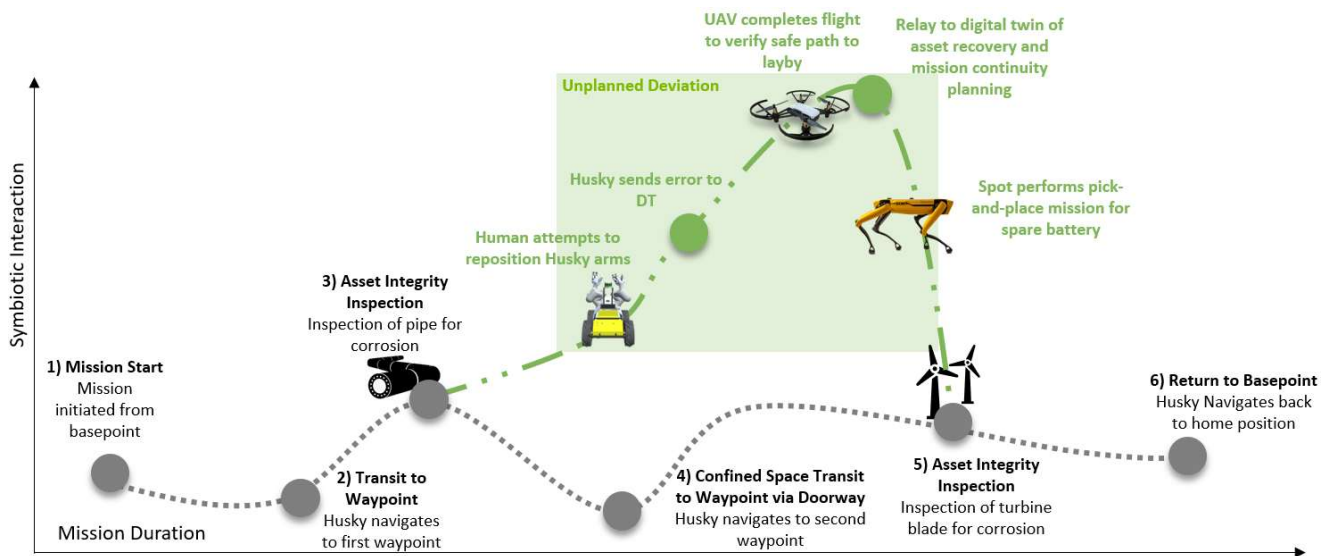 UAV completes flight
to verify safe path to
layby
Relay to digital twin of
asset recovery and
mission continuity
planning
Unplanned Deviation
Husky sends error to
DT
Spot performs pick-
and-place mission for
spare battery
Human attempts to
reposition Husky arms
Symbiotic Interaction
3) Asset Integrity
Inspection
Inspection of pipe for
corrosion
1) Mission Start
Mission
initiated from
basepoint
6) Return to Basepoint
Husky Navigates back
to home position
2) Transit to
Waypoint
Husky navigates
to first waypoint
4) Confined Space Transit
to Waypoint via Doorway
Husky navigates to second
waypoint
5) Asset Integrity
Inspection
Inspection of turbine
blade for corrosion
Mission Duration